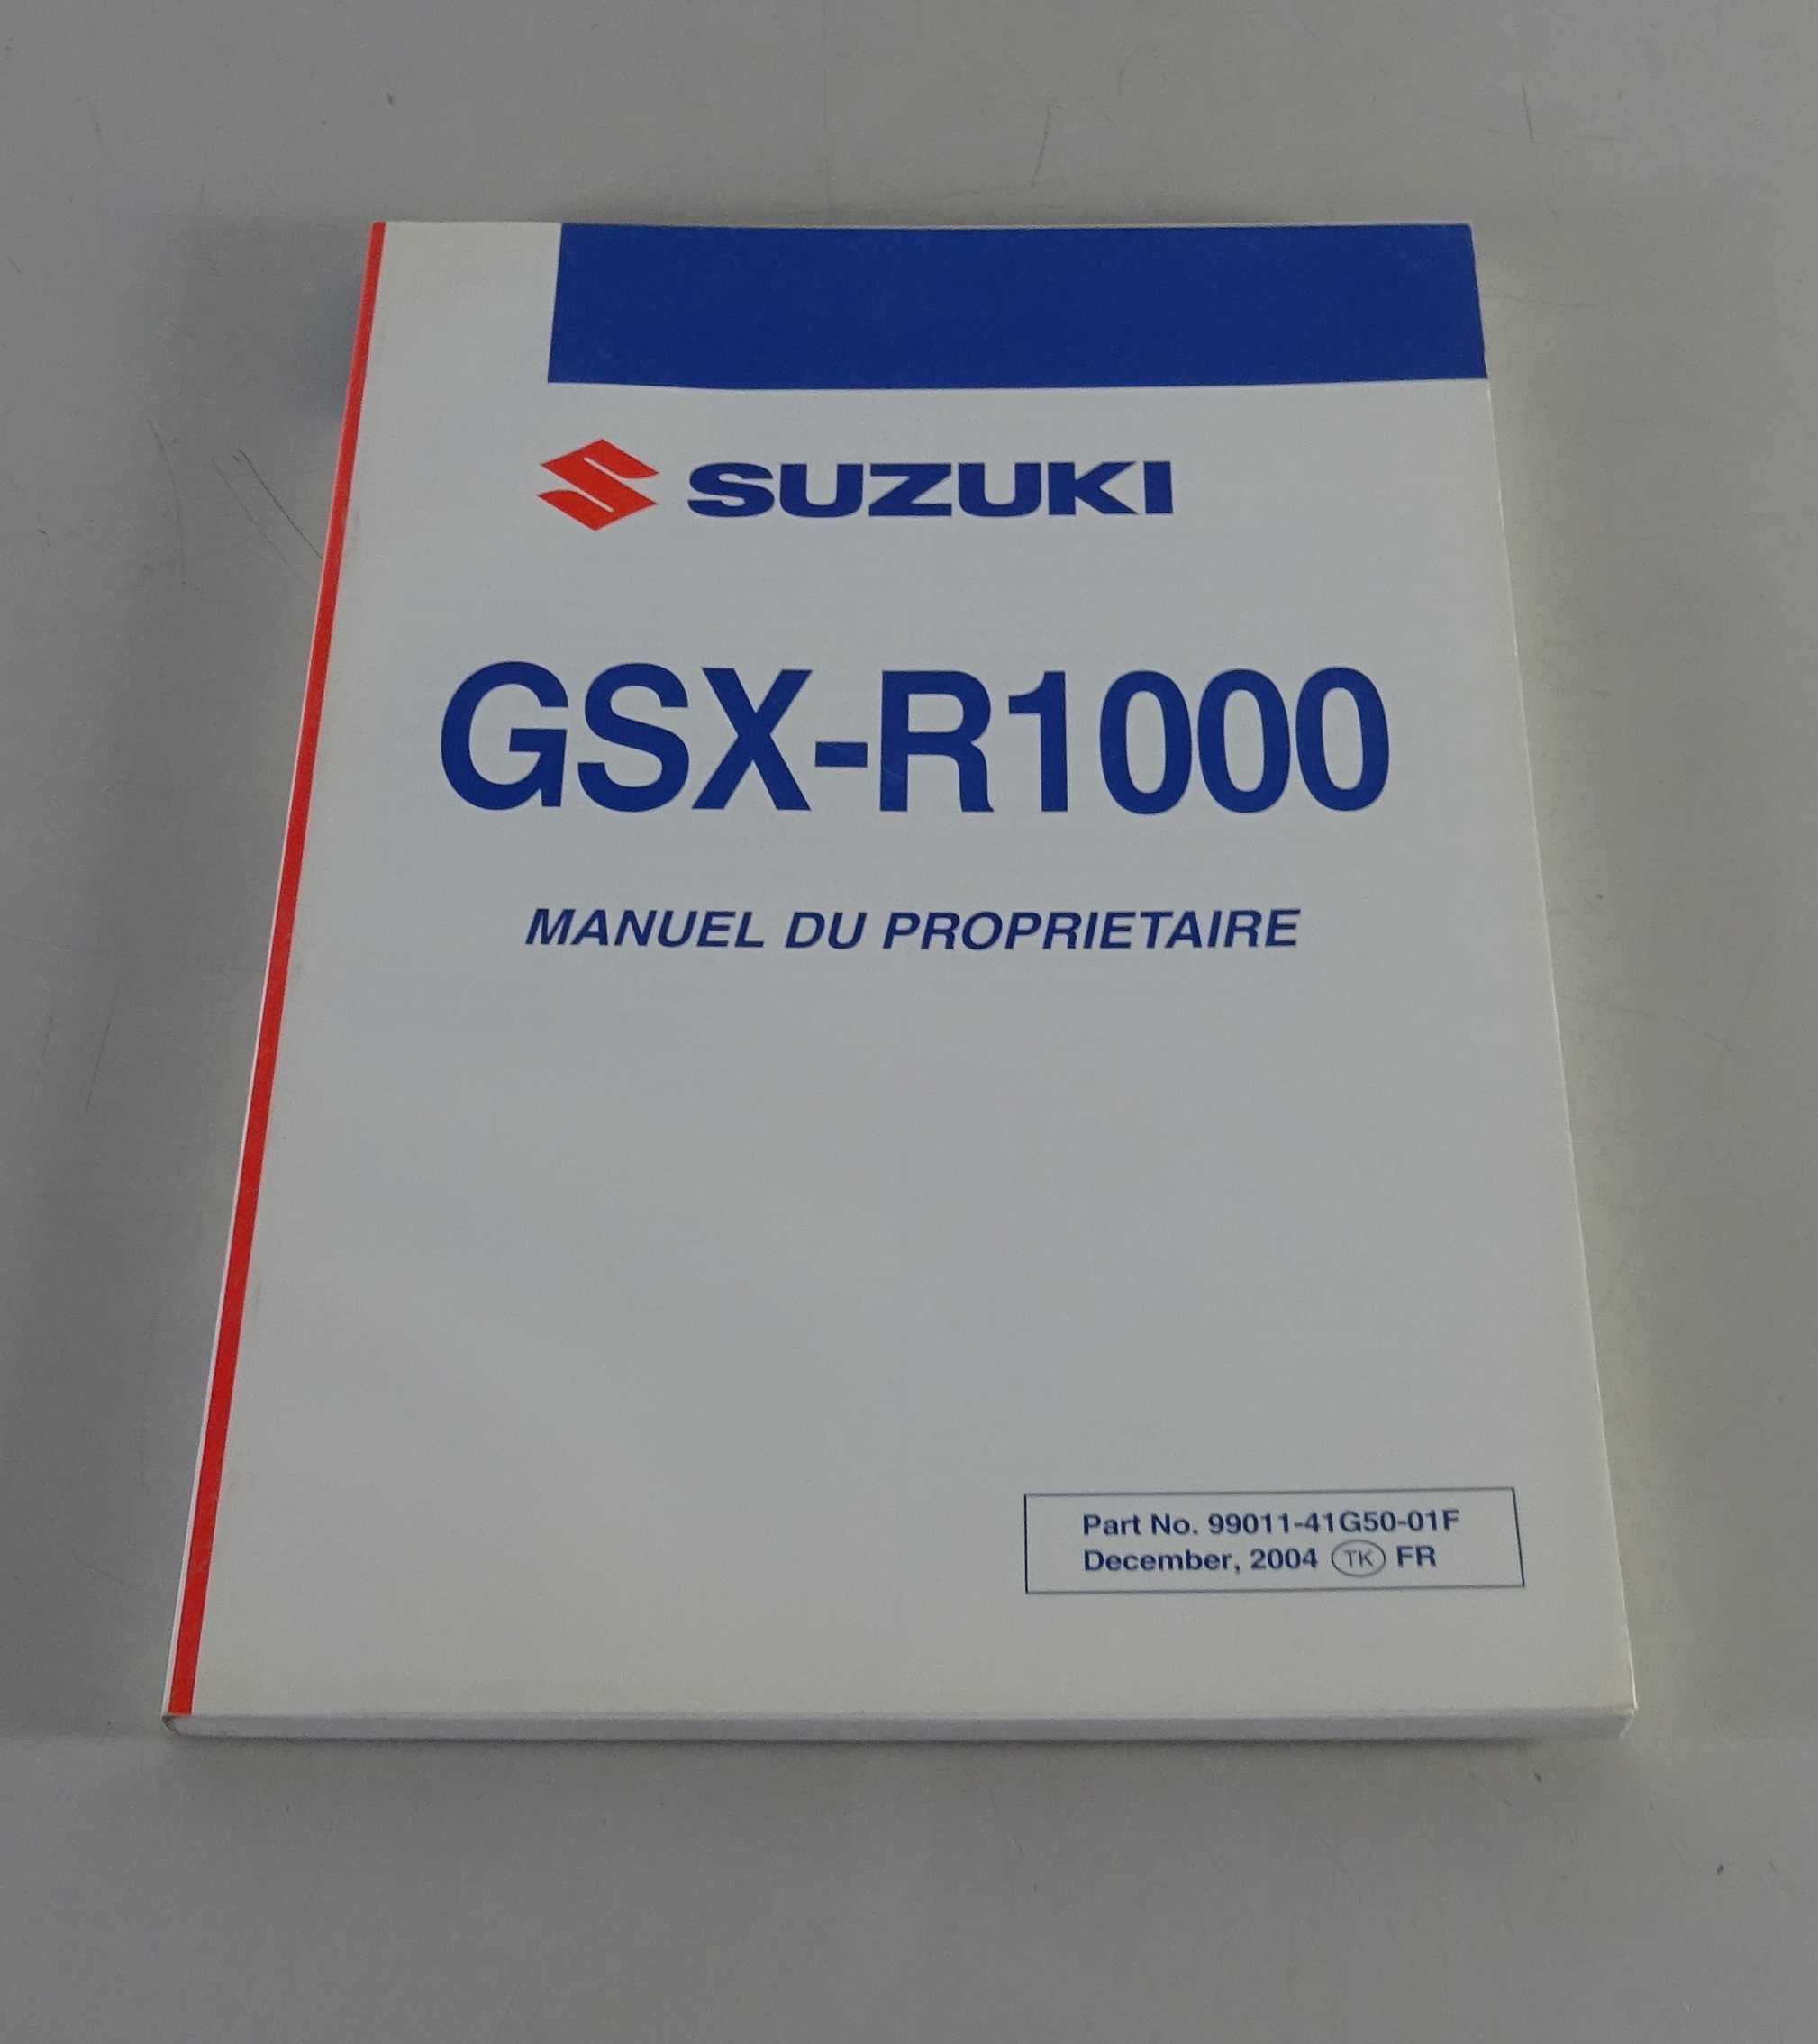 SUZUKI
GSX-R1000
MANUEL DU PROPRIETAIRE
Part No. 99011-41G50-01F
December, 2004 TK FR